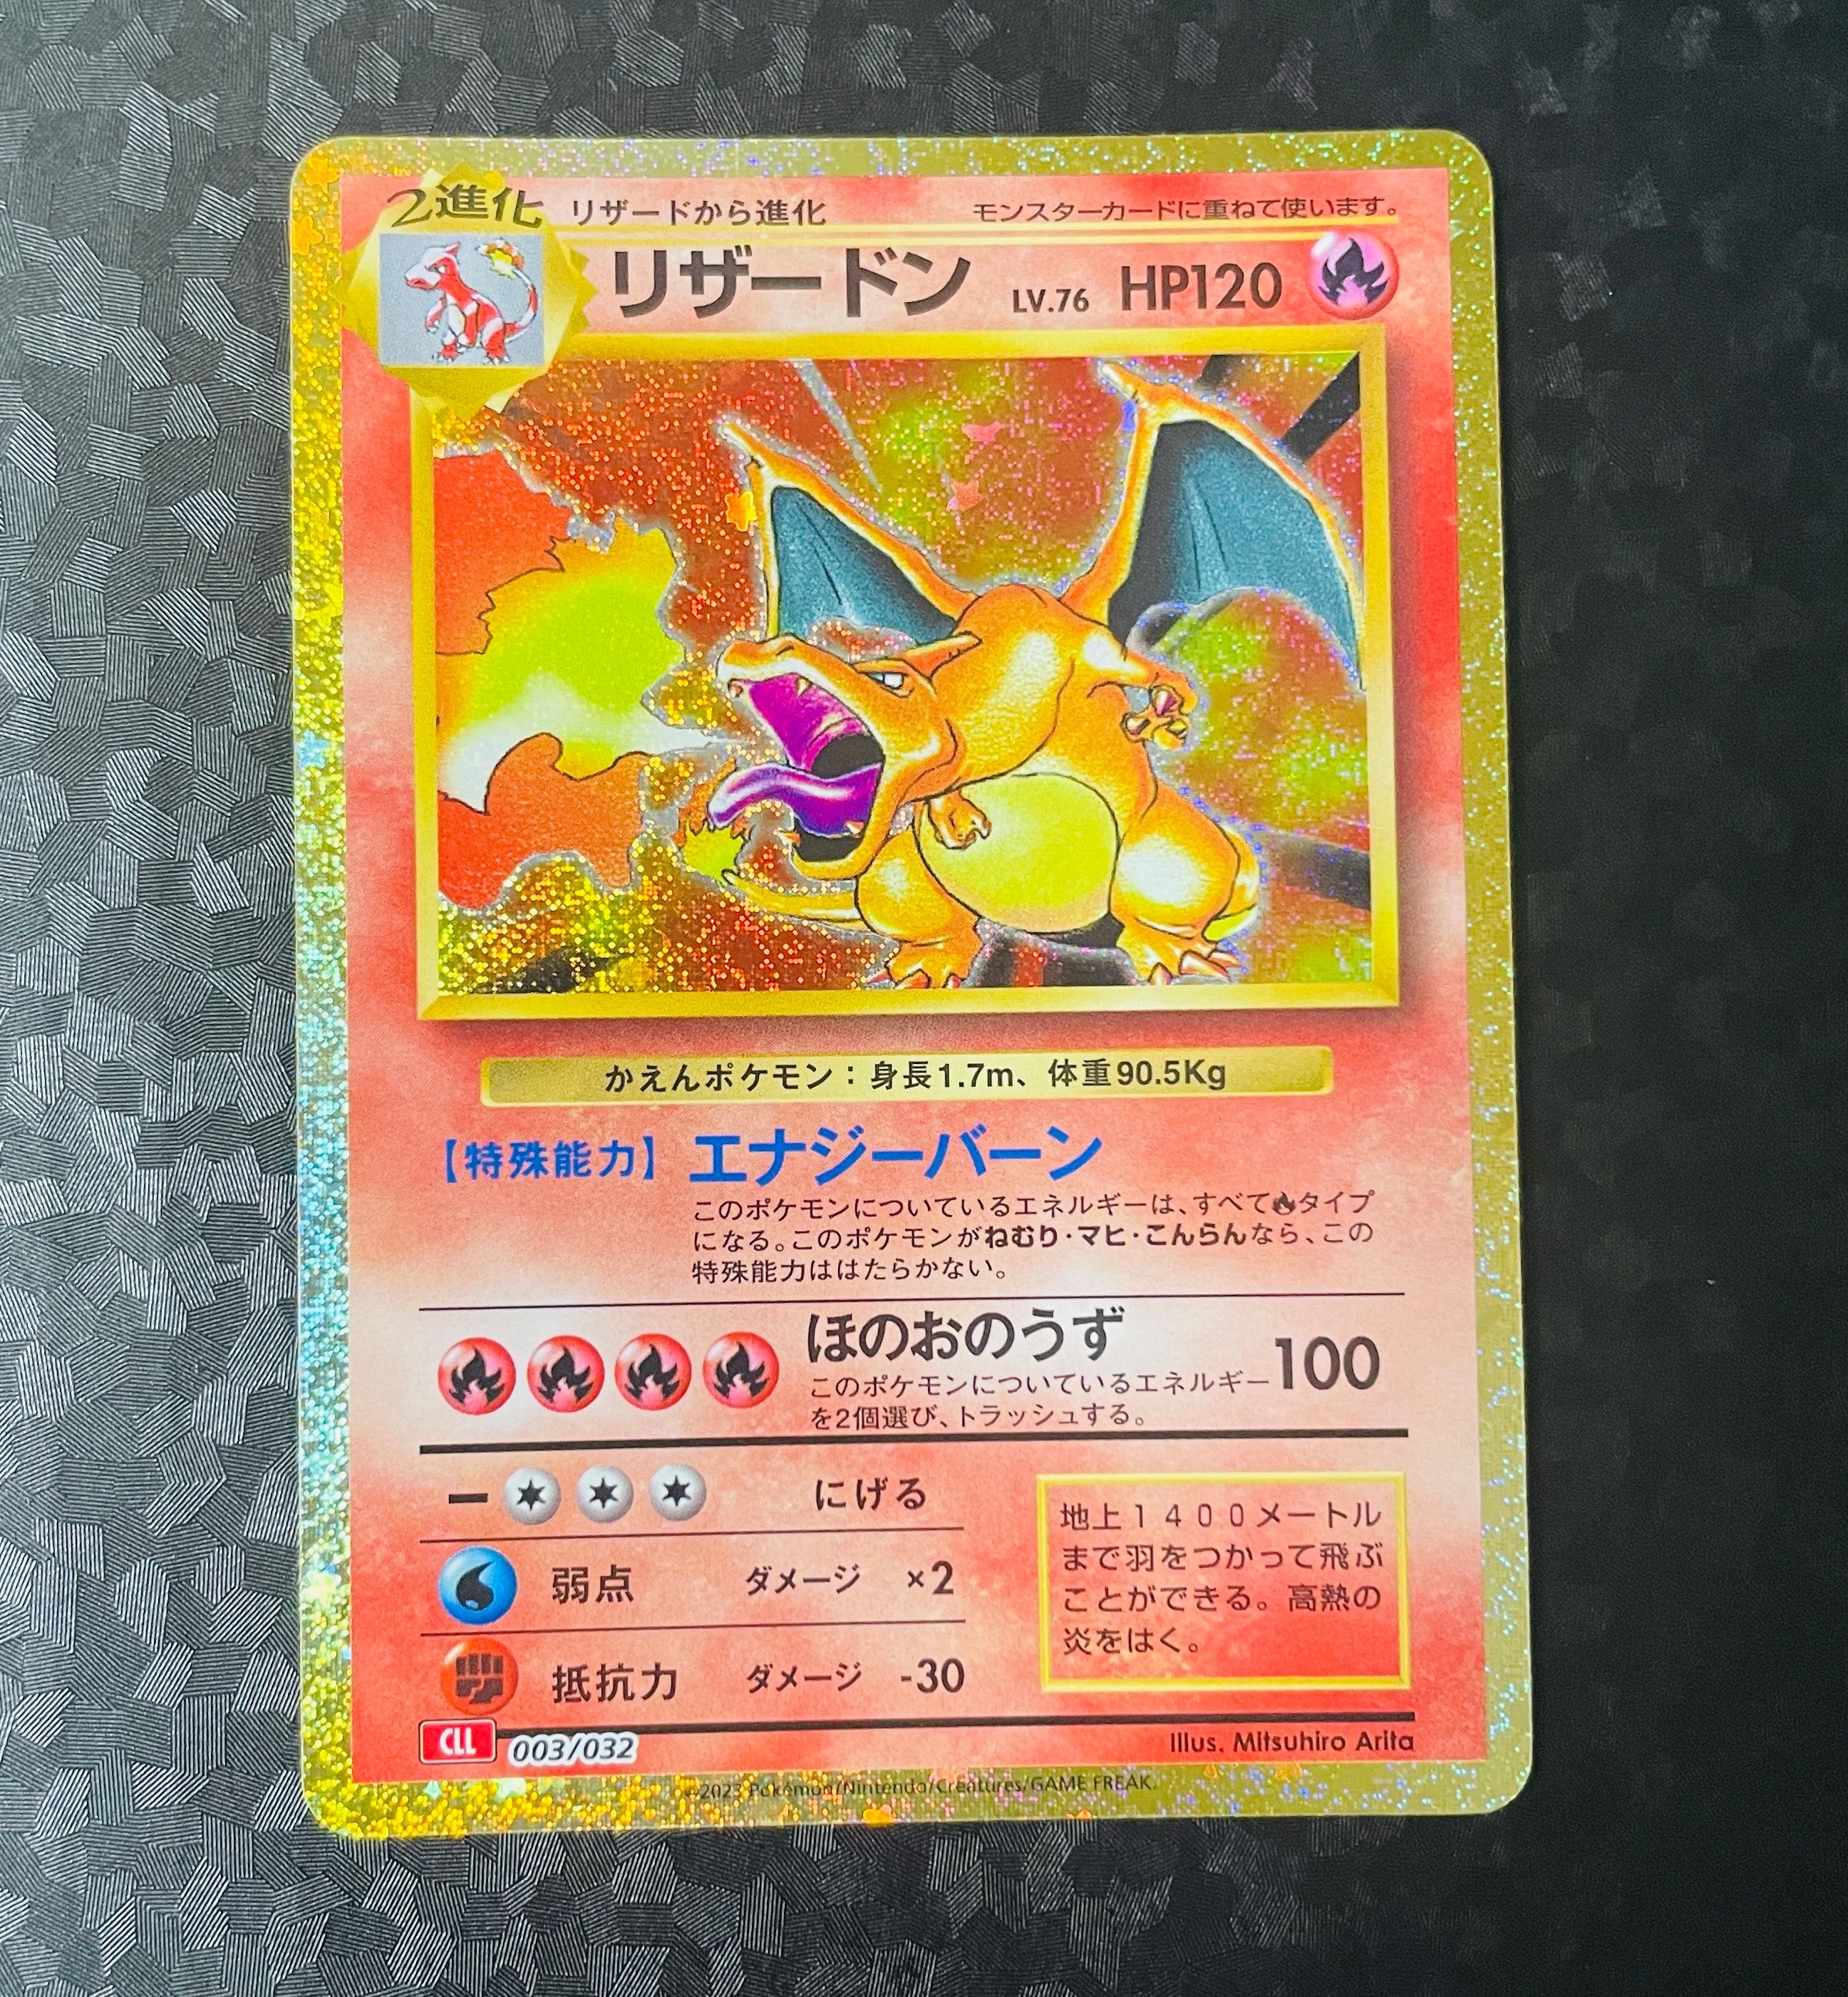 2進化
リザードから進化
モンスターカードに重ねて使います。
リザードン LV.76 HP120
かえんポケモン：身長1.7m、体重90.5Kg
【特殊能力】エナジーバーン
このポケモンについているエネルギーは、すべてタイプ
になる。このポケモンがねむり・マヒ・こんらんなら、この
特殊能力ははたらかない。
ほのおのうず 100
このポケモンについているエネルギー
を2個選び、トラッシュする。
にげる
弱点 ダメージ ×2
抵抗力 ダメージ -30
地上１４００メートル
まで羽をつかって飛ぶ
ことができる。高熱の
炎をはく。
CLL 003/032
Illus. Mitsuhiro Arita
©2023 Pokémon/Nintendo/Creatures/GAME FREAK.